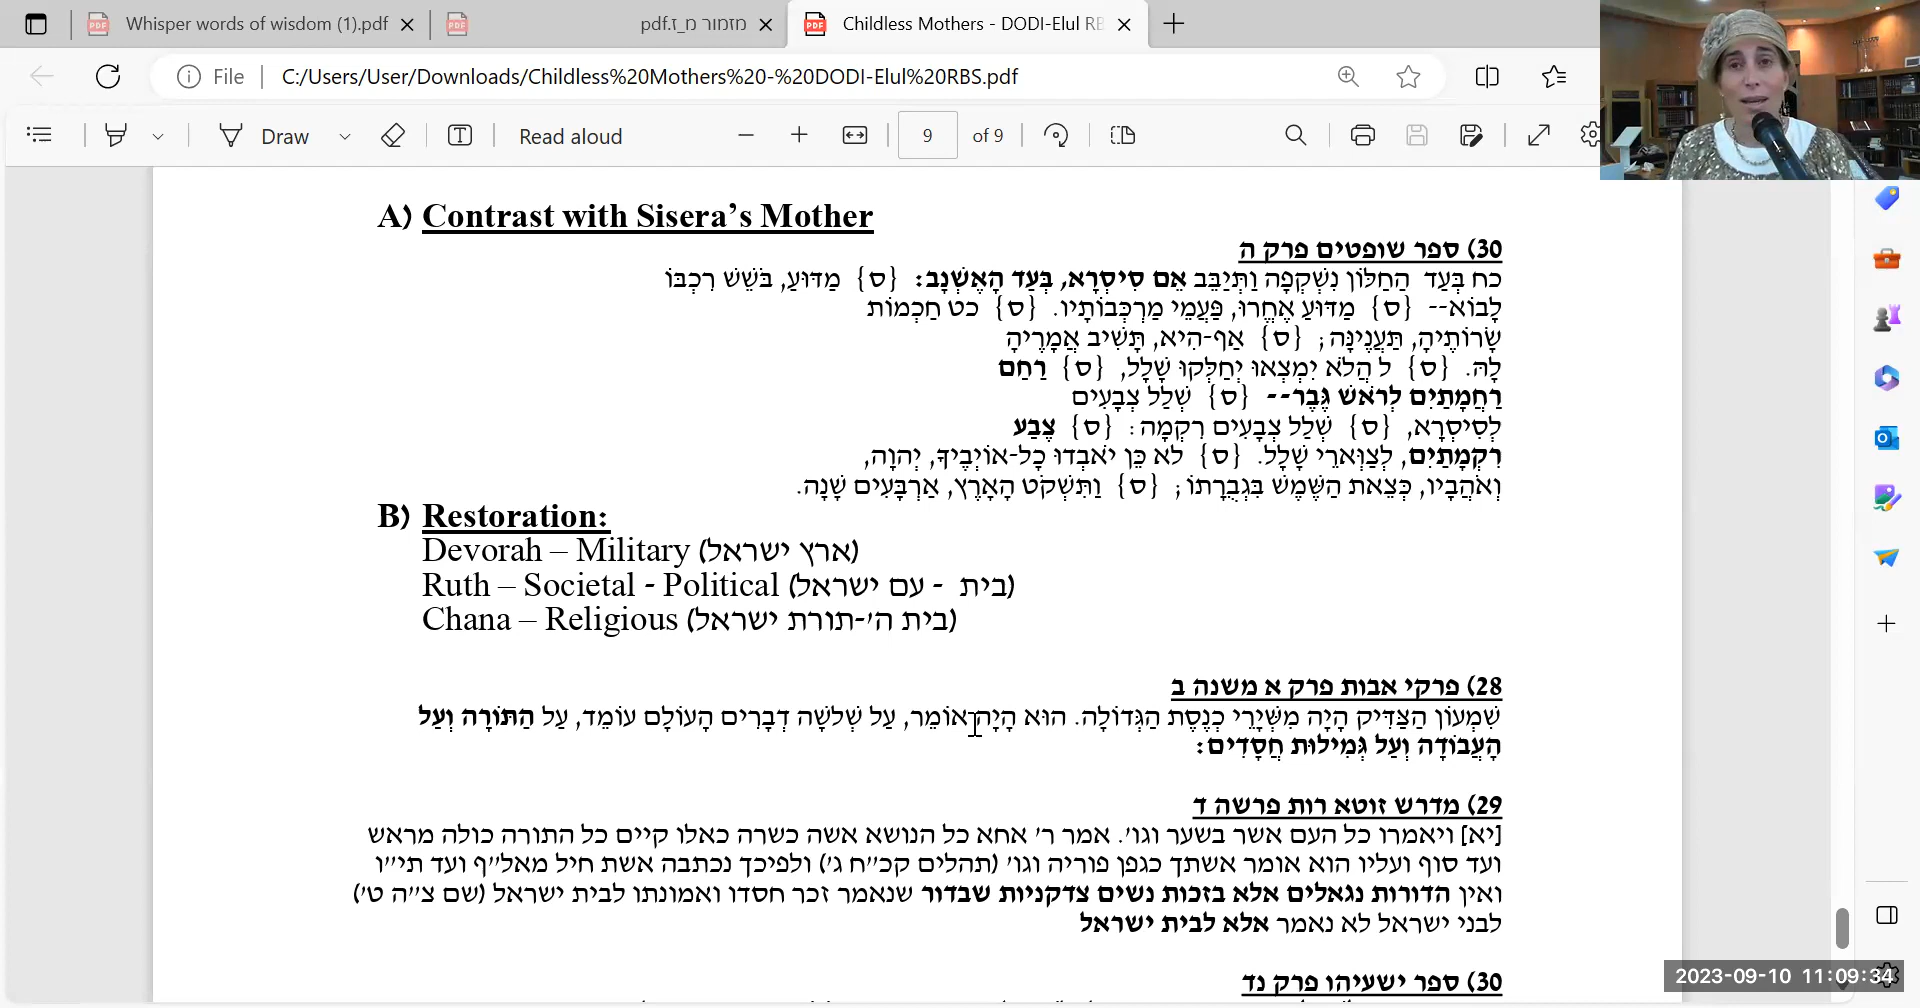 Whisper words of wisdom (1).pdf
מזמור מ_ז.pdf
Childless Mothers - DODI-Elul RB
File
C:/Users/User/Downloads/Childless%20Mothers%20-%20DODI-Elul%20RBS.pdf
Draw
Read aloud
9
of 9
A) Contrast with Sisera's Mother
30) ספר שופטים פרק ה
כח בְּעַד הַחַלּוֹן נִשְׁקְפָה וַתְּיַבֵּב אֵם סִיסְרָא, בְּעַד הָאֶשְׁנָב: {ס} מַדּוּעַ, בֹּשֵׁשׁ רִכְבּוֹ
לָבוֹא-- {ס} מַדּוּעַ אֶחֱרוּ, פַּעֲמֵי מַרְכְּבוֹתָיו. {ס} כט חַכְמוֹת
שָׂרוֹתֶיהָ, תַּעֲנֶינָּה; {ס} אַף-הִיא, תָּשִׁיב אֲמָרֶיהָ
לָהּ. {ס} ל הֲלֹא יִמְצְאוּ יְחַלְּקוּ שָׁלָל, {ס} רַחַם
רַחֲמָתַיִם לְרֹאשׁ גֶּבֶר-- {ס} שְׁלַל צְבָעִים
לְסִיסְרָא, {ס} שְׁלַל צְבָעִים רִקְמָה: {ס} צֶבַע
רִקְמָתַיִם, לְצַוְּארֵי שָׁלָל. {ס} לא כֵּן יֹאבְדוּ כָל-אוֹיְבֶיךָ, יְהוָה,
וְאֹהֲבָיו, כְּצֵאת הַשֶּׁמֶשׁ בִּגְבֻרָתוֹ; {ס} וַתִּשְׁקֹט הָאָרֶץ, אַרְבָּעִים שָׁנָה.
B) Restoration:
Devorah – Military (ארץ ישראל)
Ruth – Societal - Political (בית - עם ישראל)
Chana – Religious (בית ה'-תורת ישראל)
28) פרקי אבות פרק א משנה ב
שִׁמְעוֹן הַצַּדִּיק הָיָה מִשְּׁיָרֵי כְנֶסֶת הַגְּדוֹלָה. הוּא הָיָה אוֹמֵר, עַל שְׁלשָׁה דְבָרִים הָעוֹלָם עוֹמֵד, עַל הַתּוֹרָה וְעַל
הָעֲבוֹדָה וְעַל גְּמִילוּת חֲסָדִים:
29) מדרש זוטא רות פרשה ד
[יא] ויאמרו כל העם אשר בשער וגו'. אמר ר' אחא כל הנושא אשה כשרה כאלו קיים כל התורה כולה מראש
ועד סוף ועליו הוא אומר אשתך כגפן פוריה וגו' (תהלים קכ"ח ג') ולפיכך נכתבה אשת חיל מאל"ף ועד תי"ו
ואין הדורות נגאלים אלא בזכות נשים צדקניות שבדור שנאמר זכר חסדו ואמונתו לבית ישראל (שם צ"ה ט')
לבני ישראל לא נאמר אלא לבית ישראל
30) ספר ישעיהו פרק נד
2023-09-10 11:09:34